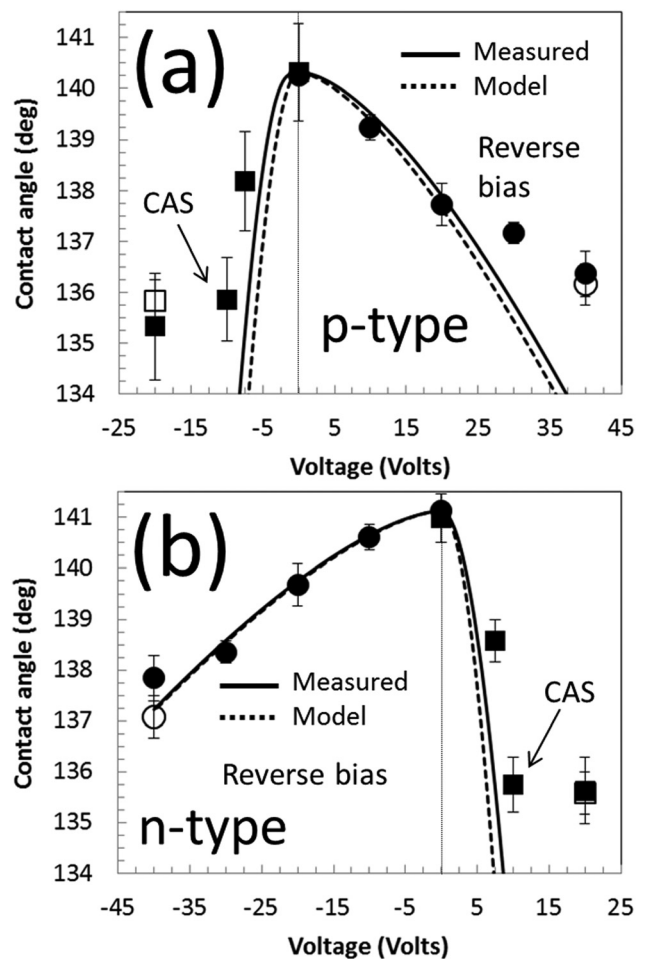 (a)
Measured
Model
Reverse
bias
CAS
p-type
Contact angle (deg)
141
140
139
138
137
136
135
134
-25 -15 -5 5 15 25 35 45
Voltage (Volts)
(b)
Measured
Model
CAS
Reverse bias
n-type
Contact angle (deg)
141
140
139
138
137
136
135
134
-45 -35 -25 -15 -5 5 15 25
Voltage (Volts)